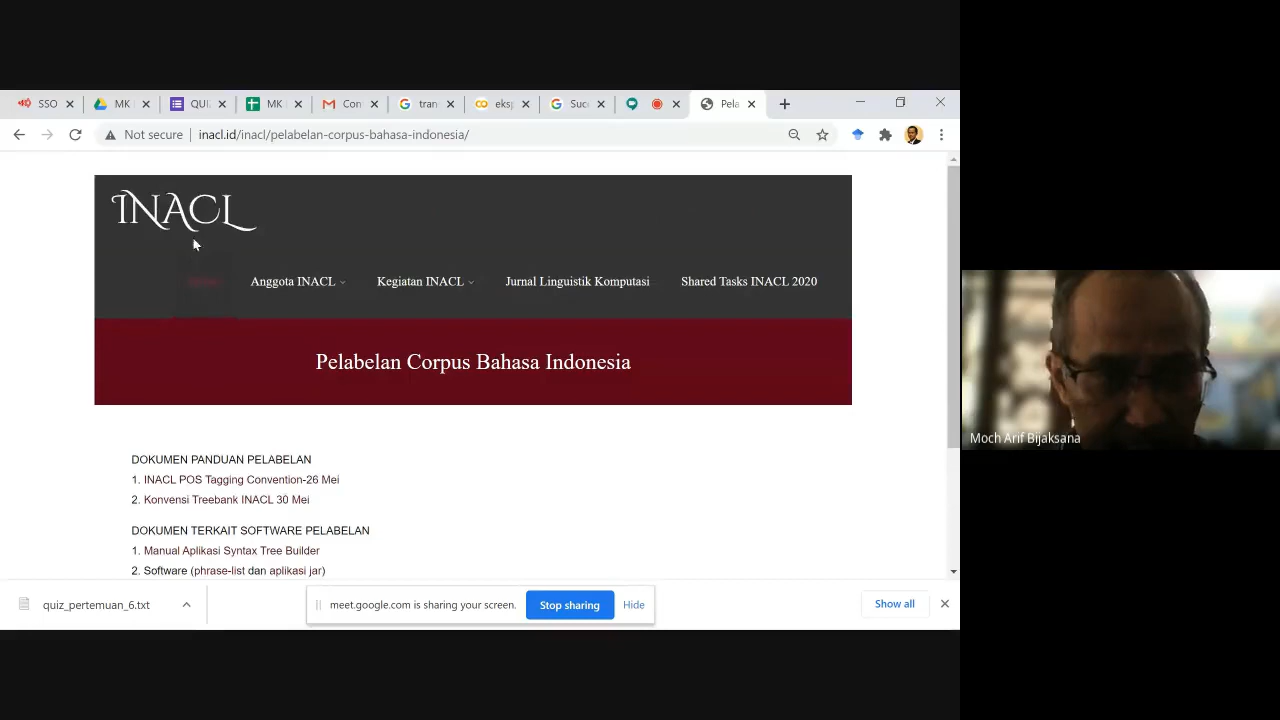 SSO
MK
QUI
MK
Con
tran
eksp
Suc
Pela
Not secure
inacl.id/inacl/pelabelan-corpus-bahasa-indonesia/
INACL
Home
Anggota INACL
Kegiatan INACL
Jurnal Linguistik Komputasi
Shared Tasks INACL 2020
Pelabelan Corpus Bahasa Indonesia
DOKUMEN PANDUAN PELABELAN
1. INACL POS Tagging Convention-26 Mei
2. Konvensi Treebank INACL 30 Mei
DOKUMEN TERKAIT SOFTWARE PELABELAN
1. Manual Aplikasi Syntax Tree Builder
2. Software (phrase-list dan aplikasi jar)
quiz_pertemuan_6.txt
meet.google.com is sharing your screen.
Stop sharing
Hide
Show all
Moch Arif Bijaksana